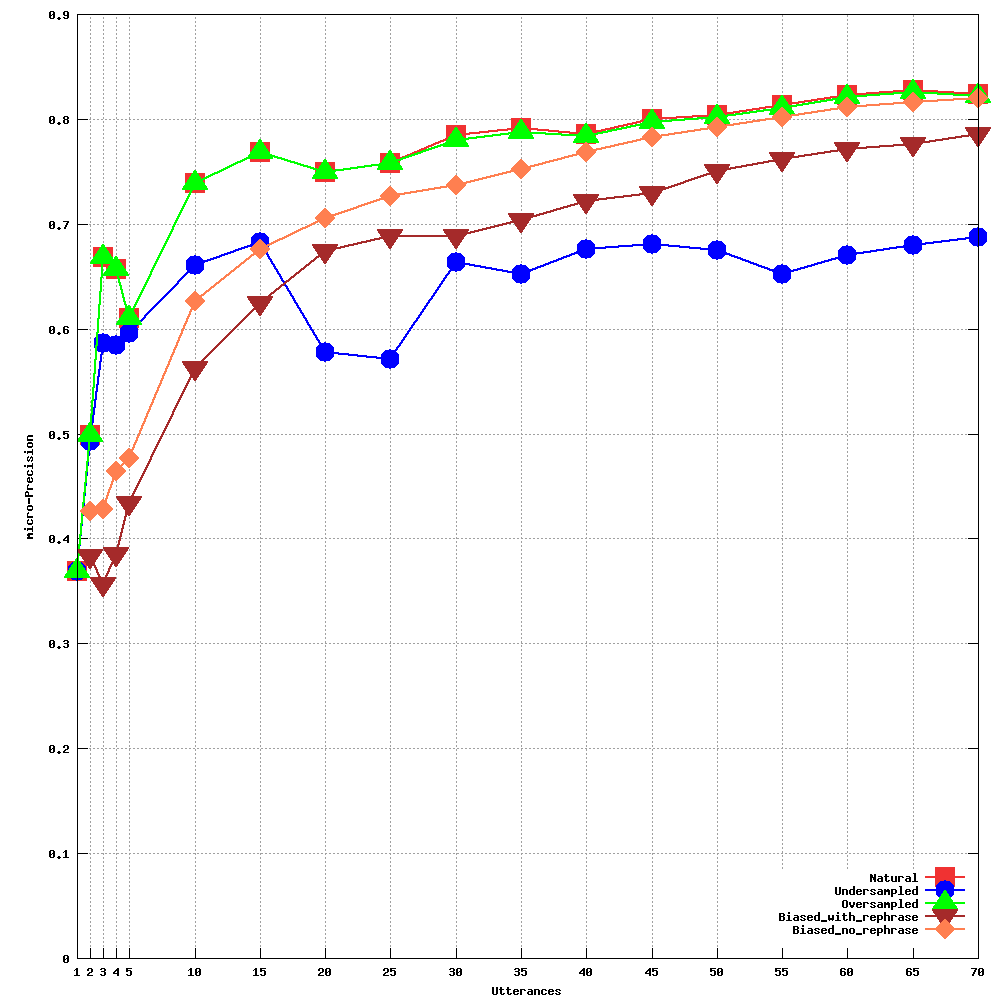 0.9
0.8
0.7
0.6
0.5
0.4
0.3
0.2
0.1
0
micro-Precision
1 2 3 4 5 10 15 20 25 30 35 40 45 50 55 60 65 70
Utterances
Natural
Undersampled
Oversampled
Biased_with_rephrase
Biased_no_rephrase